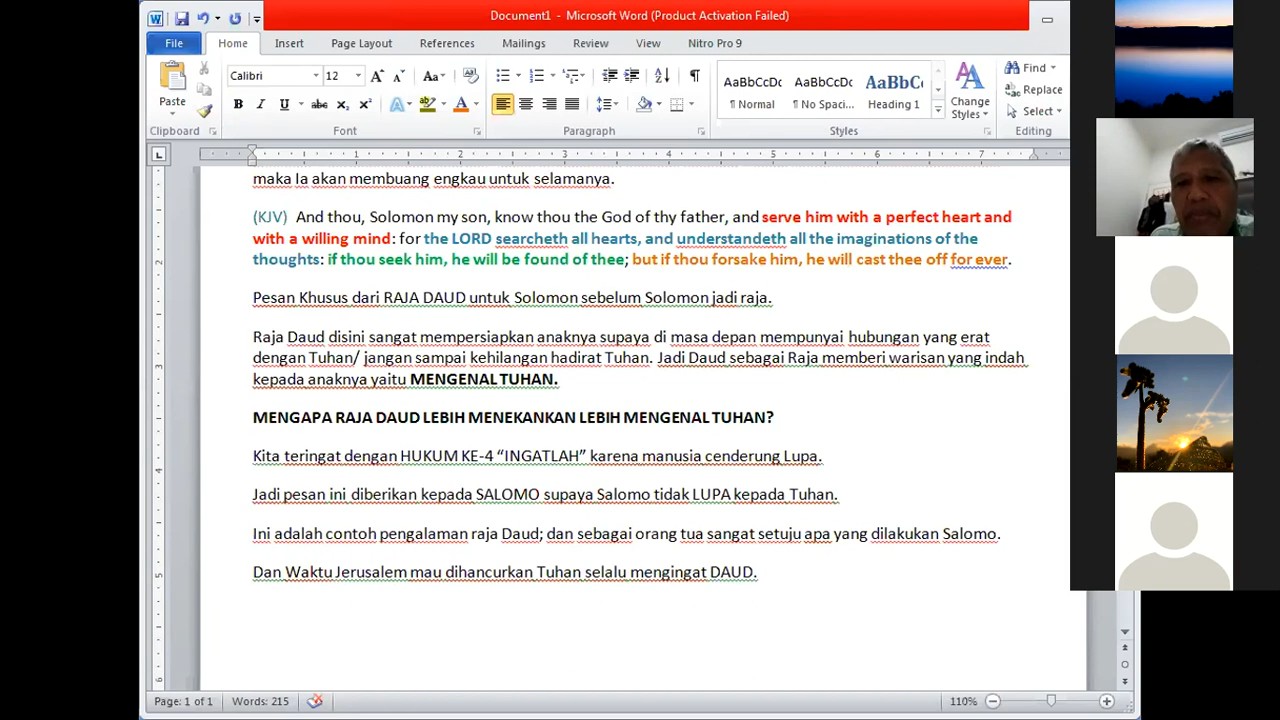 Document1 - Microsoft Word (Product Activation Failed)
File Home Insert Page Layout References Mailings Review View Nitro Pro 9
Calibri 12
Paste
Clipboard Font Paragraph Styles Editing
AaBbCcDc AaBbCcDc AaBbC
¶ Normal ¶ No Spaci... Heading 1
Change Styles
Find
Replace
Select
1 2 3 4 5 6 7
maka Ia akan membuang engkau untuk selamanya.
(KJV) And thou, Solomon my son, know thou the God of thy father, and serve him with a perfect heart and
with a willing mind: for the LORD searcheth all hearts, and understandeth all the imaginations of the
thoughts: if thou seek him, he will be found of thee; but if thou forsake him, he will cast thee off for ever.
Pesan Khusus dari RAJA DAUD untuk Solomon sebelum Solomon jadi raja.
Raja Daud disini sangat mempersiapkan anaknya supaya di masa depan mempunyai hubungan yang erat
dengan Tuhan/ jangan sampai kehilangan hadirat Tuhan. Jadi Daud sebagai Raja memberi warisan yang indah
kepada anaknya yaitu MENGENAL TUHAN.
MENGAPA RAJA DAUD LEBIH MENEKANKAN LEBIH MENGENAL TUHAN?
Kita teringat dengan HUKUM KE-4 “INGATLAH” karena manusia cenderung Lupa.
Jadi pesan ini diberikan kepada SALOMO supaya Salomo tidak LUPA kepada Tuhan.
Ini adalah contoh pengalaman raja Daud; dan sebagai orang tua sangat setuju apa yang dilakukan Salomo.
Dan Waktu Jerusalem mau dihancurkan Tuhan selalu mengingat DAUD.
Page: 1 of 1 Words: 215 110%